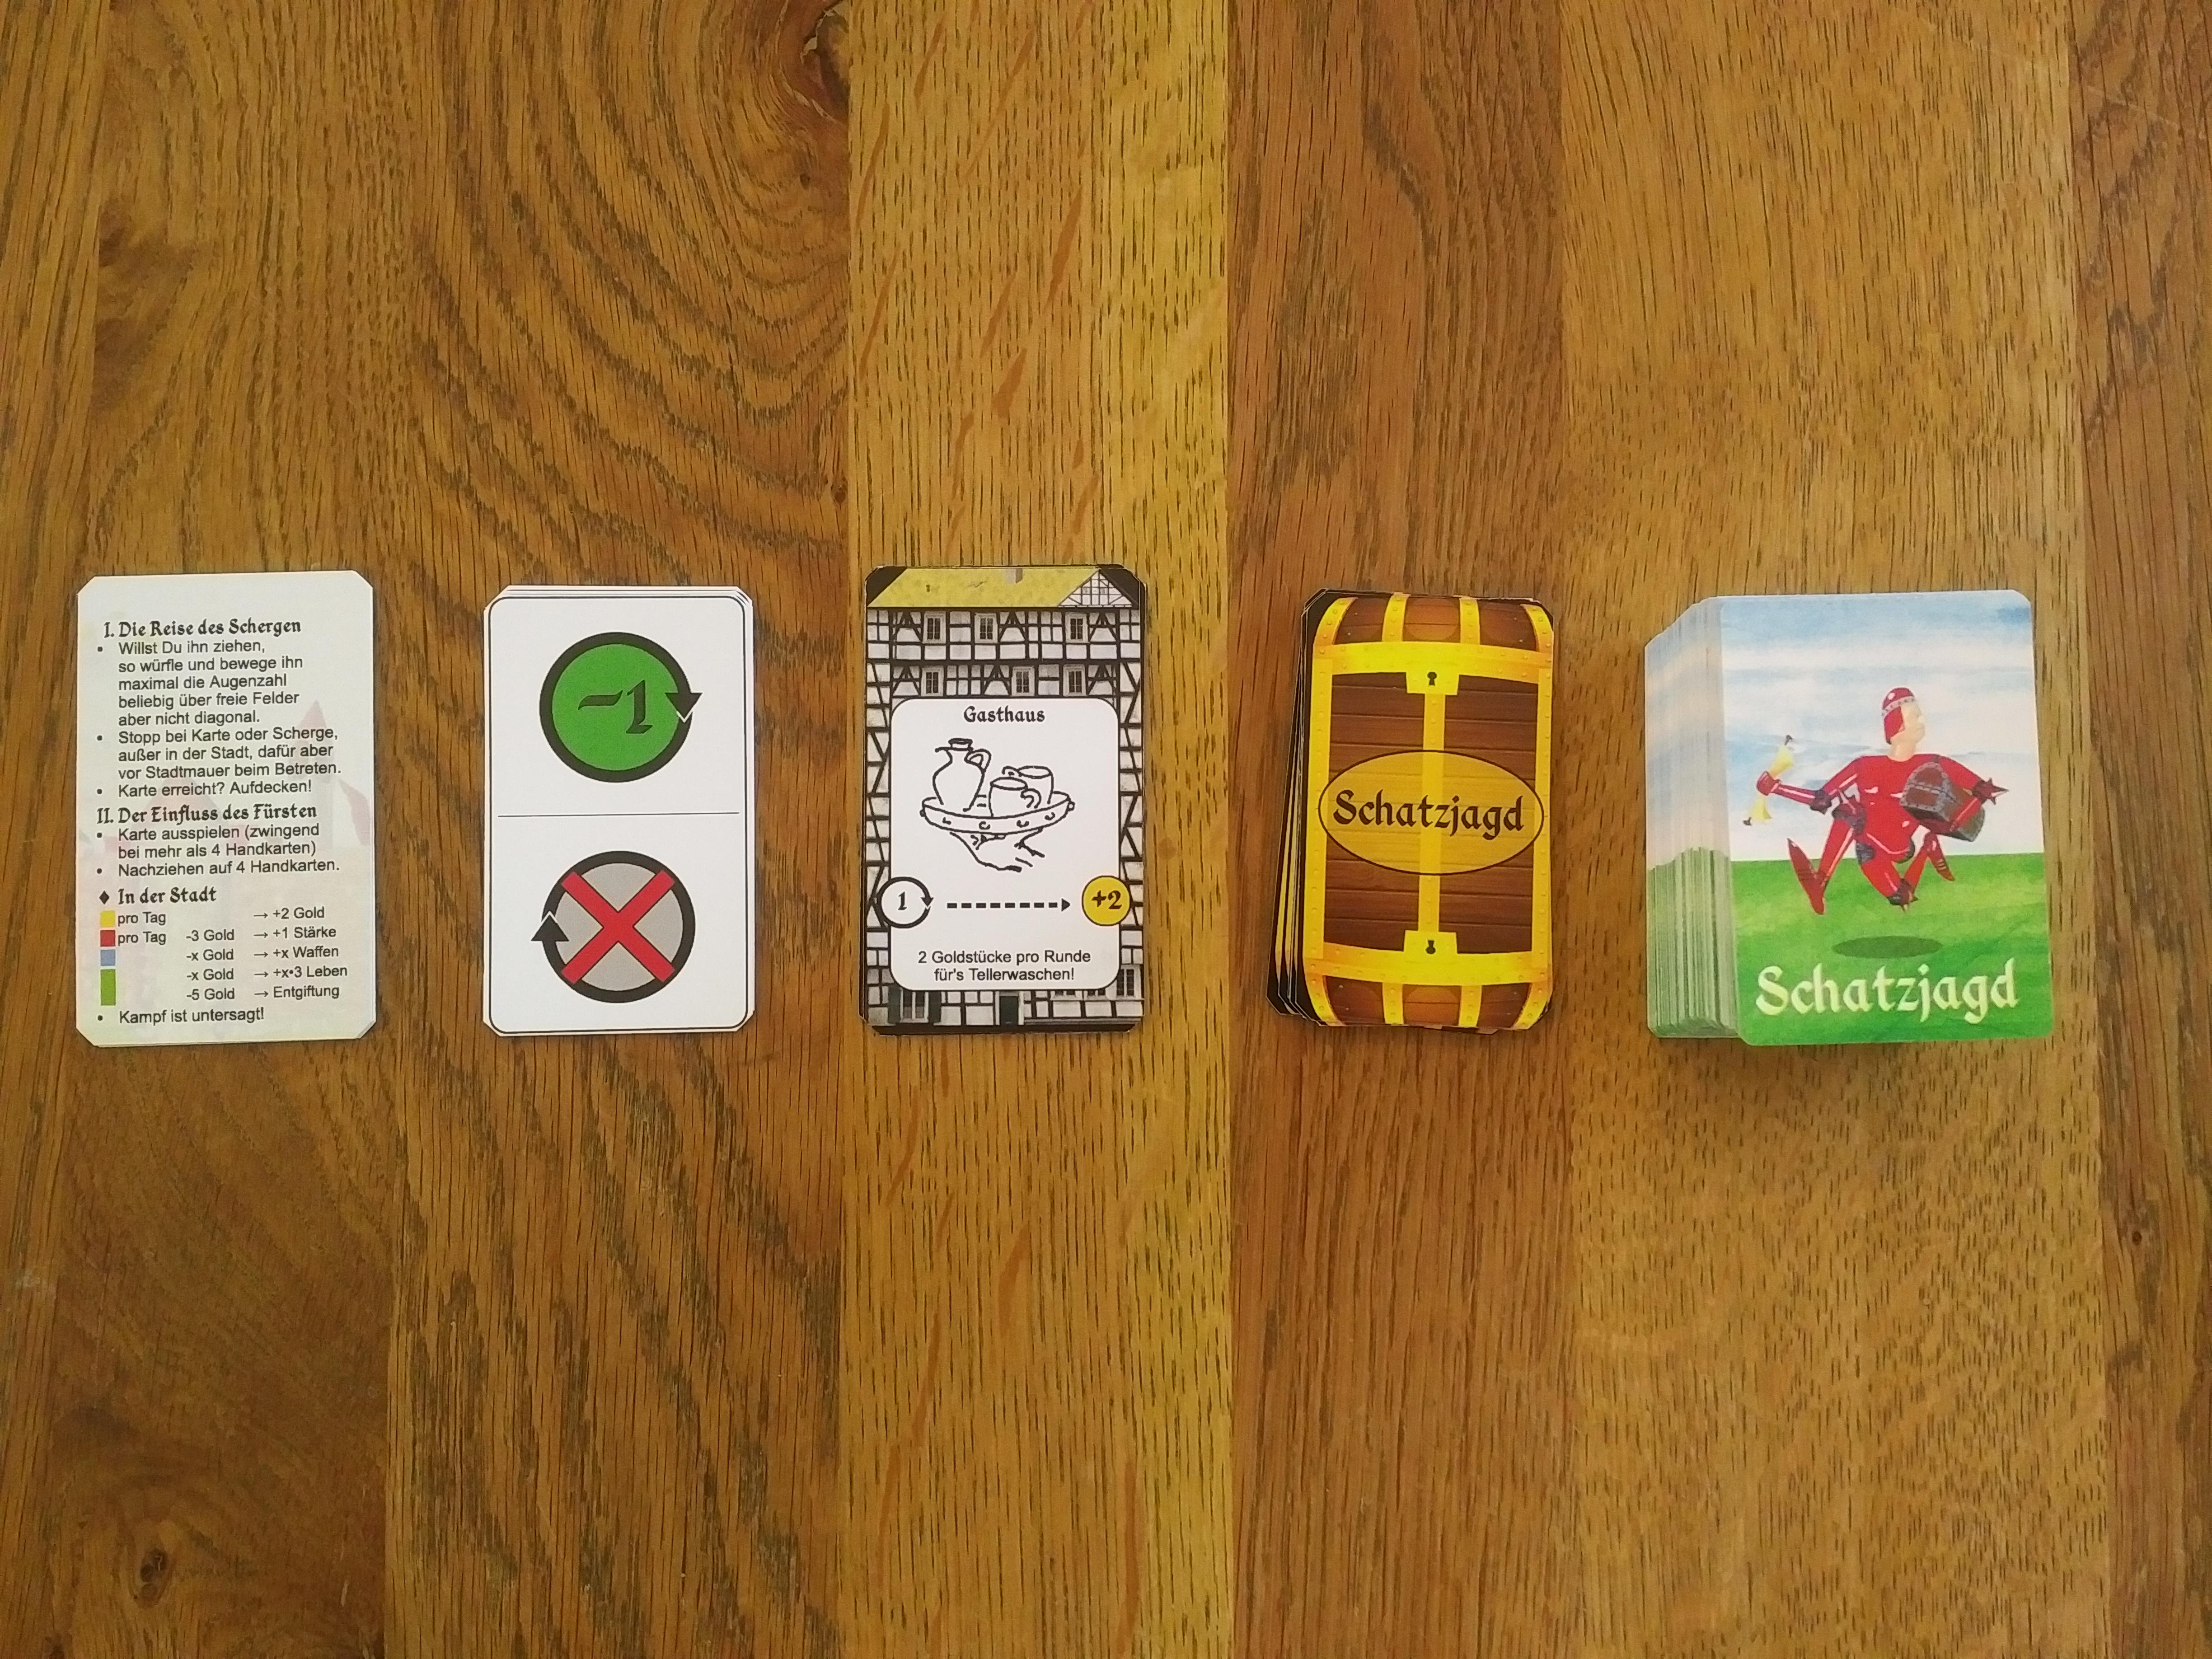 I. Die Reise des Schergen
• Willst Du ihn ziehen,
so würfle und bewege ihn
maximal die Augenzahl
beliebig über freie Felder
aber nicht diagonal.
• Stopp bei Karte oder Scherge,
außer in der Stadt, dafür aber
vor Stadtmauer beim Betreten.
• Karte erreicht? Aufdecken!
II. Der Einfluss des Fürsten
• Karte ausspielen (zwingend
bei mehr als 4 Handkarten)
• Nachziehen auf 4 Handkarten.
♦ In der Stadt
pro Tag → +2 Gold
pro Tag -3 Gold → +1 Stärke
-x Gold → +x Waffen
-x Gold → +x•3 Leben
-5 Gold → Entgiftung
• Kampf ist untersagt!
-1
Gasthaus
1 +2
2 Goldstücke pro Runde
für's Tellerwaschen!
Schatzjagd
Schatzjagd